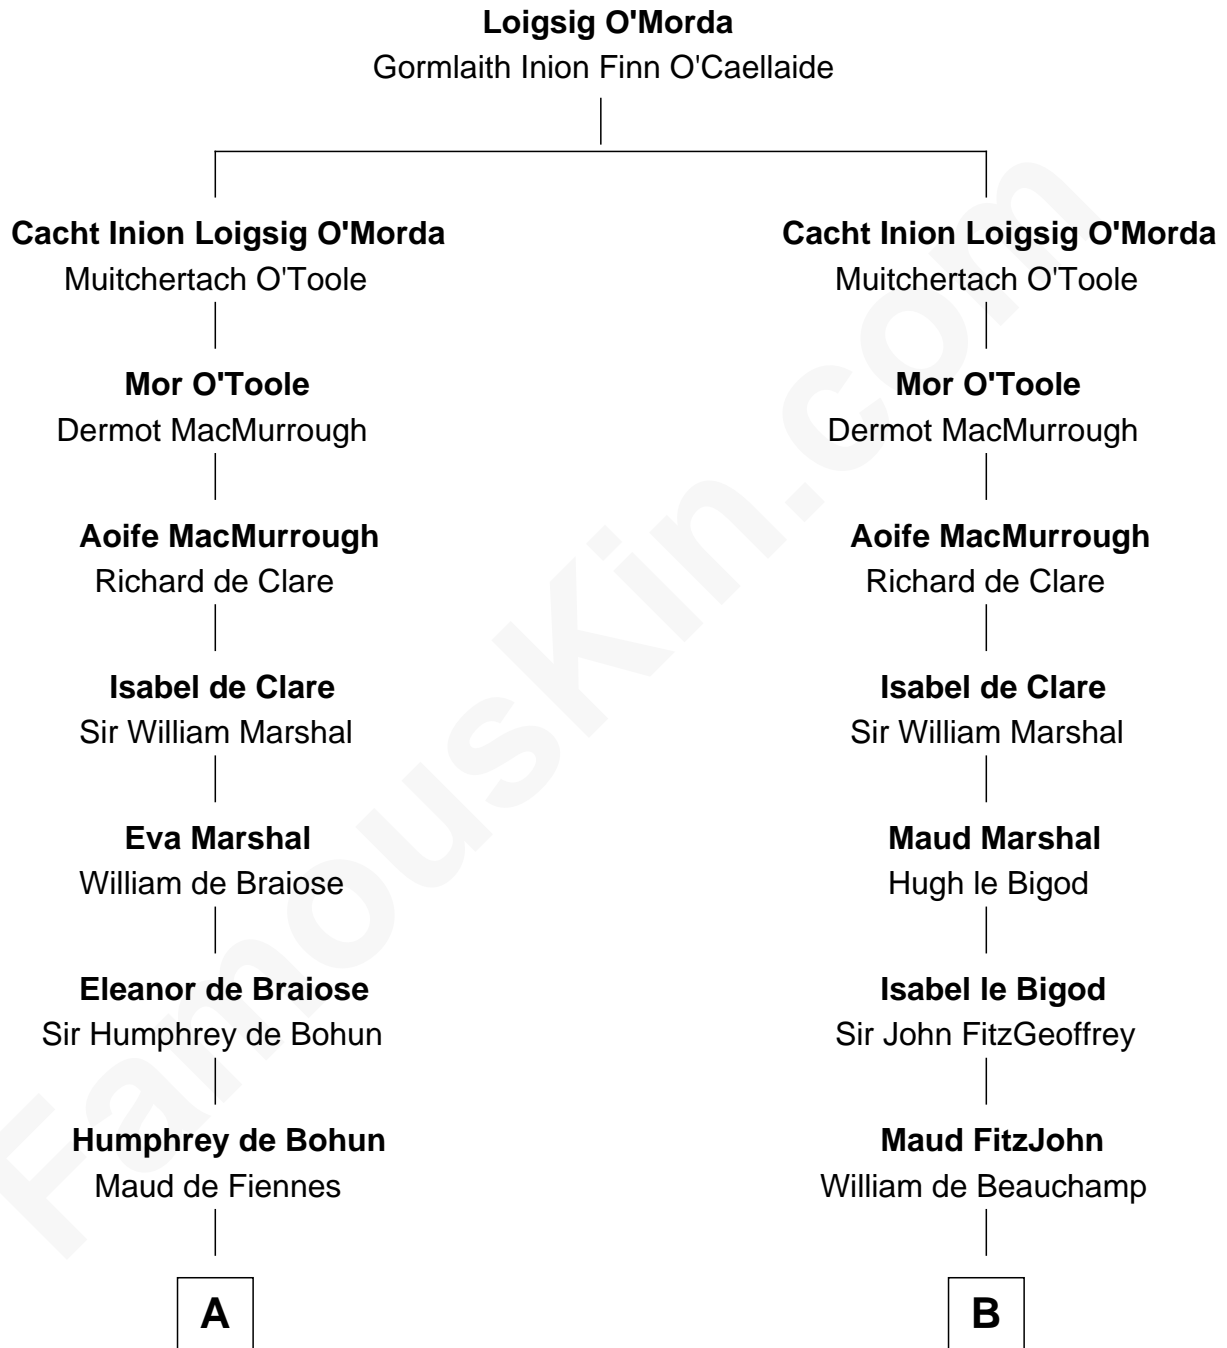 Loigsig O'Morda
Gormlaith Inion Finn O'Caellaide
Cacht Inion Loigsig O'Morda
Muitchertach O'Toole
Mor O'Toole
Dermot MacMurrough
Aoife MacMurrough
Richard de Clare
Isabel de Clare
Sir William Marshal
Eva Marshal
William de Braiose
Eleanor de Braiose
Sir Humphrey de Bohun
Humphrey de Bohun
Maud de Fiennes
A
Cacht Inion Loigsig O'Morda
Muitchertach O'Toole
Mor O'Toole
Dermot MacMurrough
Aoife MacMurrough
Richard de Clare
Isabel de Clare
Sir William Marshal
Maud Marshal
Hugh le Bigod
Isabel le Bigod
Sir John FitzGeoffrey
Maud FitzJohn
William de Beauchamp
B
FamousKin.com